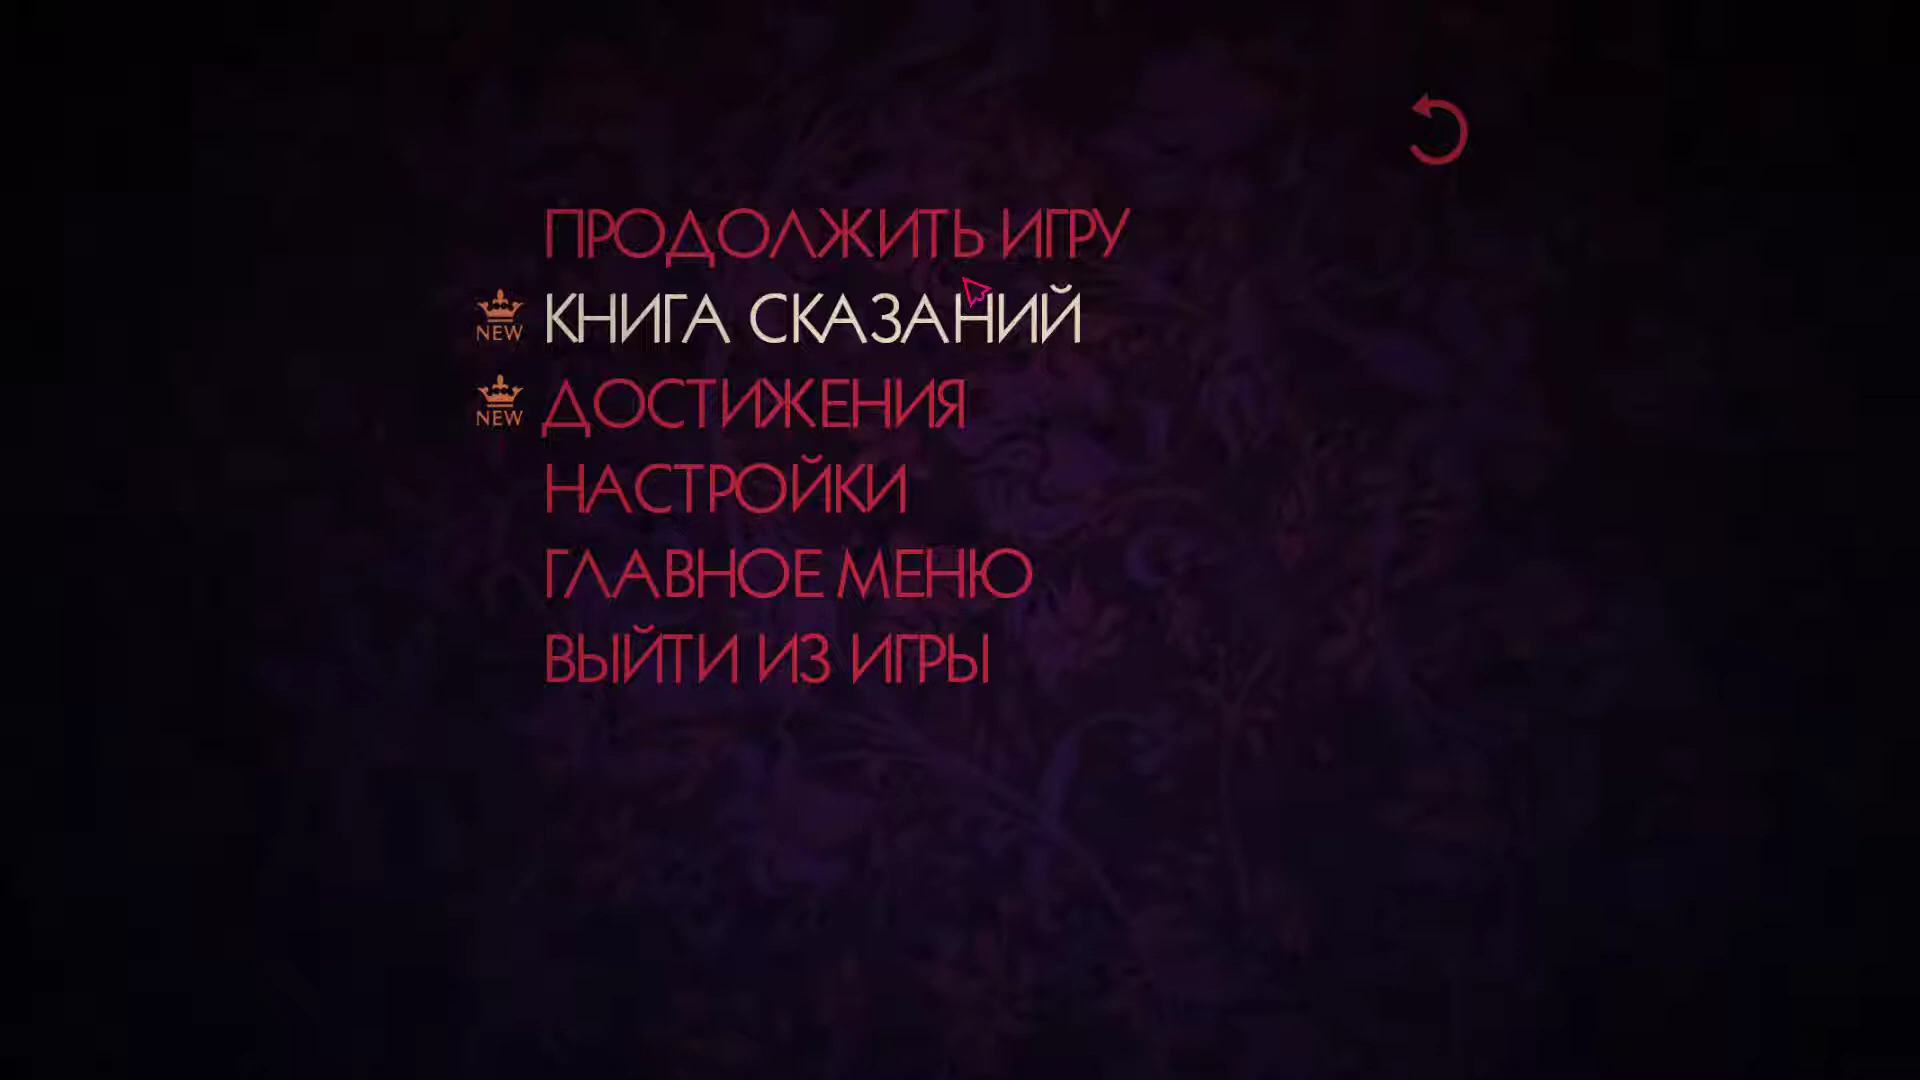 ПРОДОЛЖИТЬ ИГРУ
NEW КНИГА СКАЗАНИЙ
NEW ДОСТИЖЕНИЯ
НАСТРОЙКИ
ГЛАВНОЕ МЕНЮ
ВЫЙТИ ИЗ ИГРЫ